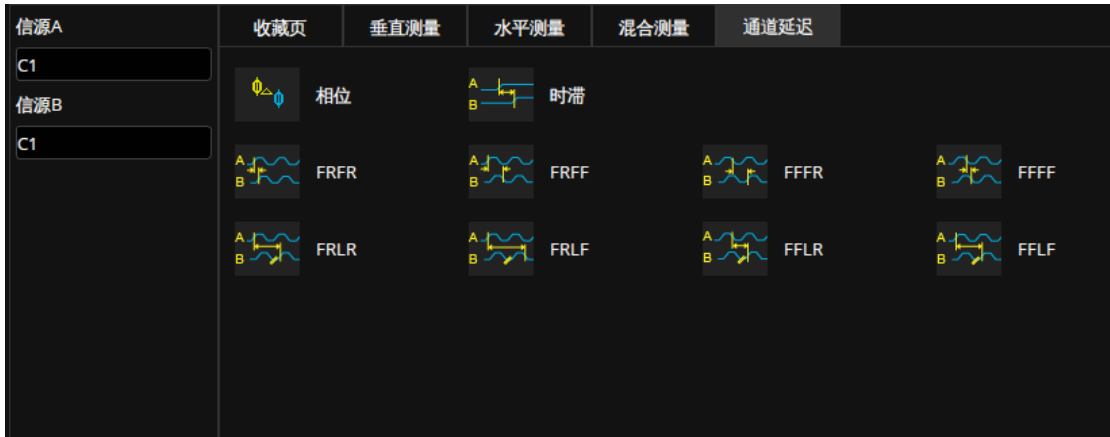 信源A
C1
信源B
C1
收藏页 垂直测量 水平测量 混合测量 通道延迟
ϕ△ϕ 相位 A B 时滞
A B FRFR A B FRFF A B FFFR A B FFFF
A B FRLR A B FRLF A B FFLR A B FFLF